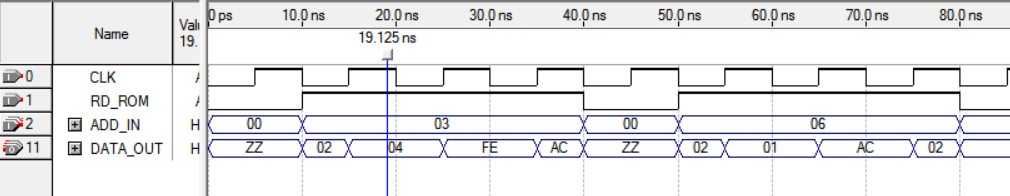 Name Valu 19. 0 ps 10.0 ns 20.0 ns 30.0 ns 40.0 ns 50.0 ns 60.0 ns 70.0 ns 80.0 ns
19.125 ns
0 CLK
1 RD_ROM
2 ADD_IN H 00 03 00 06
11 DATA_OUT H ZZ 02 04 FE AC ZZ 02 01 AC 02